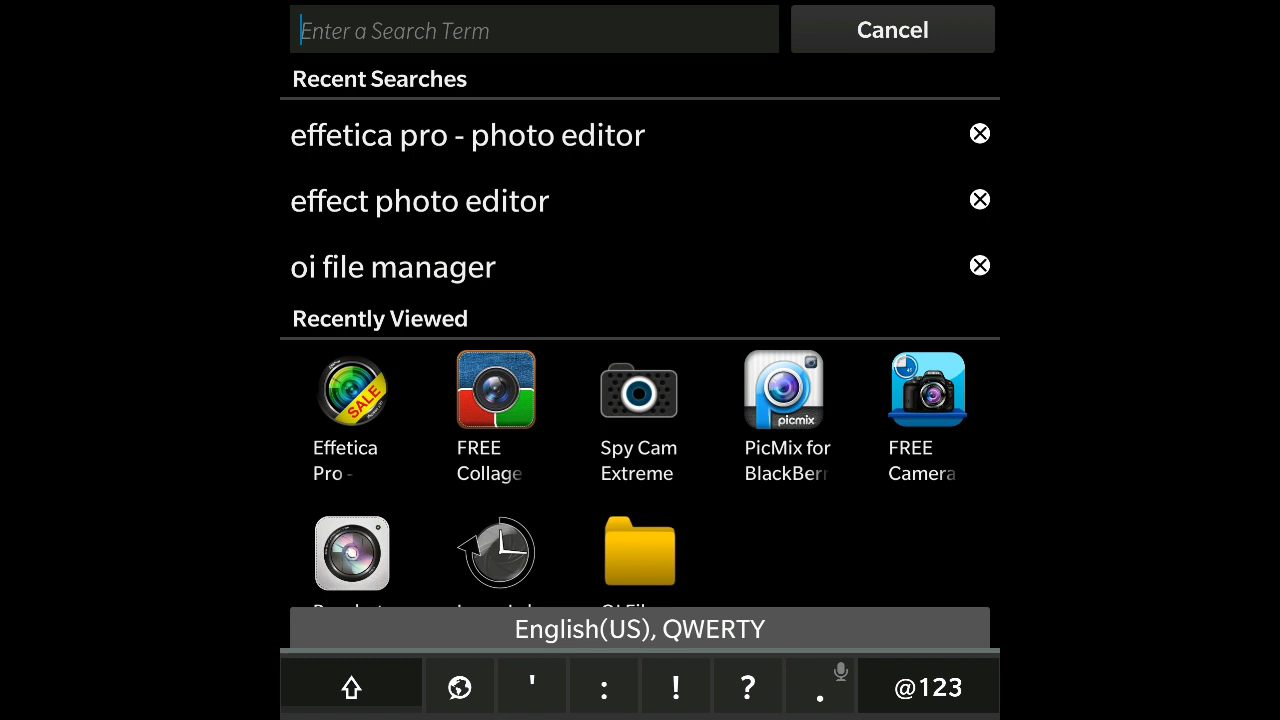 Enter a Search Term
Cancel
Recent Searches
effetica pro - photo editor
effect photo editor
oi file manager
Recently Viewed
SALE
picmix
Effetica
Pro -
FREE
Collage
Spy Cam
Extreme
PicMix for
BlackBerr
FREE
Camera
English(US), QWERTY
' : ! ? . @123